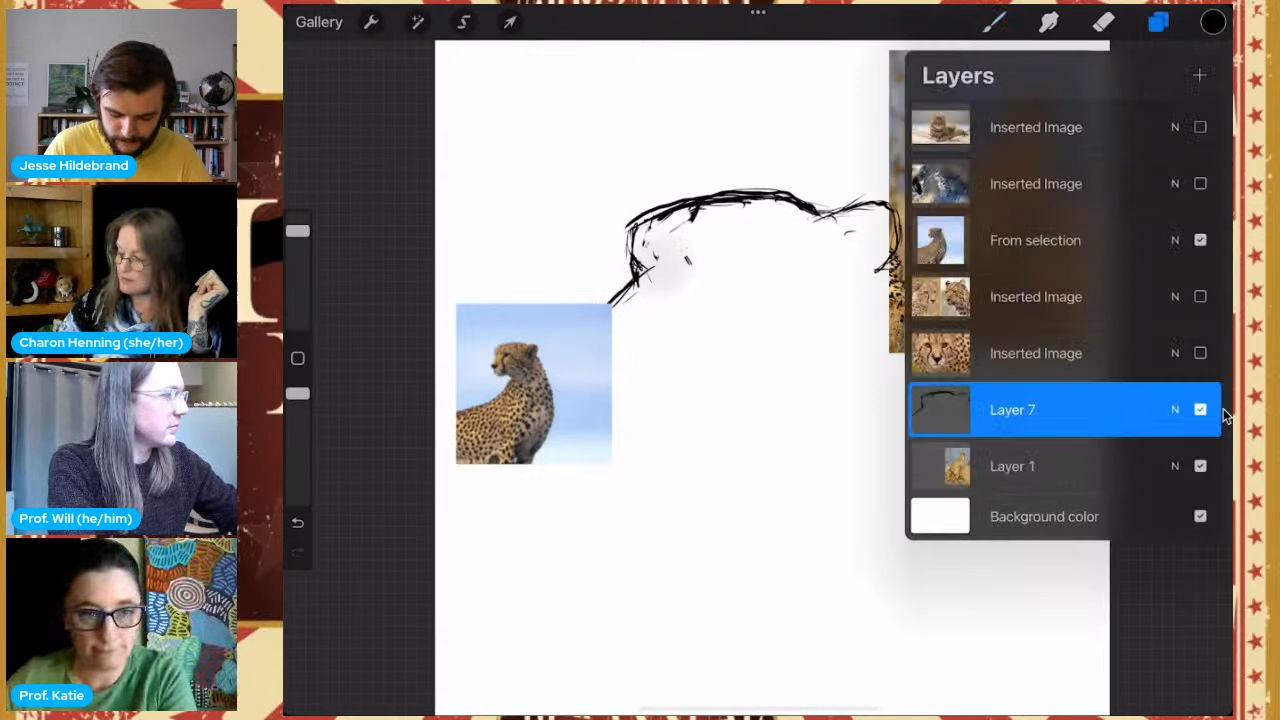 Gallery
Layers
Inserted Image N
Inserted Image N
From selection N
Inserted Image N
Inserted Image N
Layer 7 N
Layer 1 N
Background color
Jesse Hildebrand
Charon Henning (she/her)
Prof. Will (he/him)
Prof. Katie